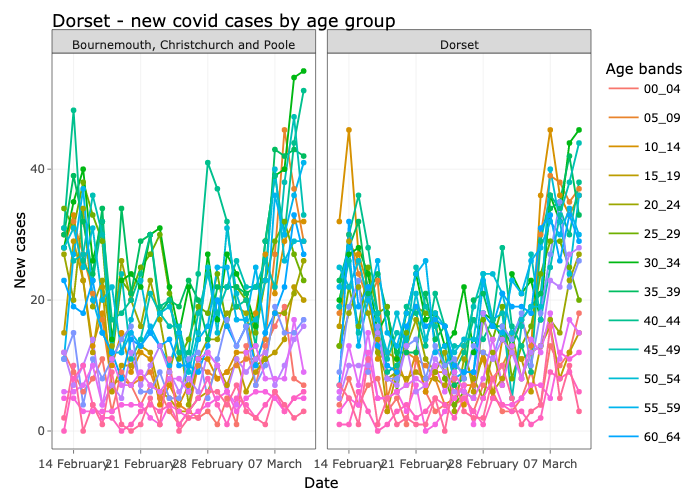 Dorset - new covid cases by age group
Bournemouth, Christchurch and Poole
Dorset
Age bands
00_04
05_09
10_14
15_19
20_24
25_29
30_34
35_39
40_44
45_49
50_54
55_59
60_64
New cases
40
20
0
14 February 21 February 28 February 07 March
14 February 21 February 28 February 07 March
Date